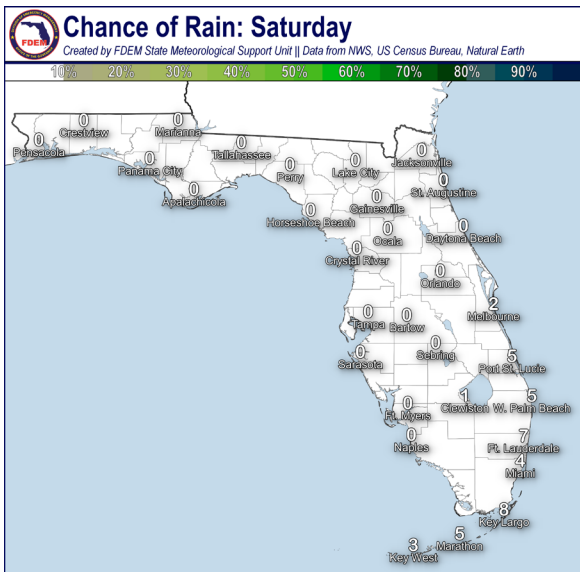 Chance of Rain: Saturday
FDEM
Created by FDEM State Meteorological Support Unit || Data from NWS, US Census Bureau, Natural Earth
10% 20% 30% 40% 50% 60% 70% 80% 90%
0
Crestview
0
Marianna
0
Pensacola
0
Tallahassee
0
Jacksonville
0
Panama City
0
Perry
0
Lake City
0
St. Augustine
0
Apalachicola
0
Gainesville
0
Horseshoe Beach
0
Ocala
0
Daytona Beach
0
Crystal River
0
Orlando
2
Melbourne
0
Tampa
0
Bartow
0
Sarasota
0
Sebring
5
Port St. Lucie
0
Ft. Myers
1
Clewiston
5
W. Palm Beach
0
Naples
7
Ft. Lauderdale
4
Miami
8
Key Largo
5
Marathon
3
Key West